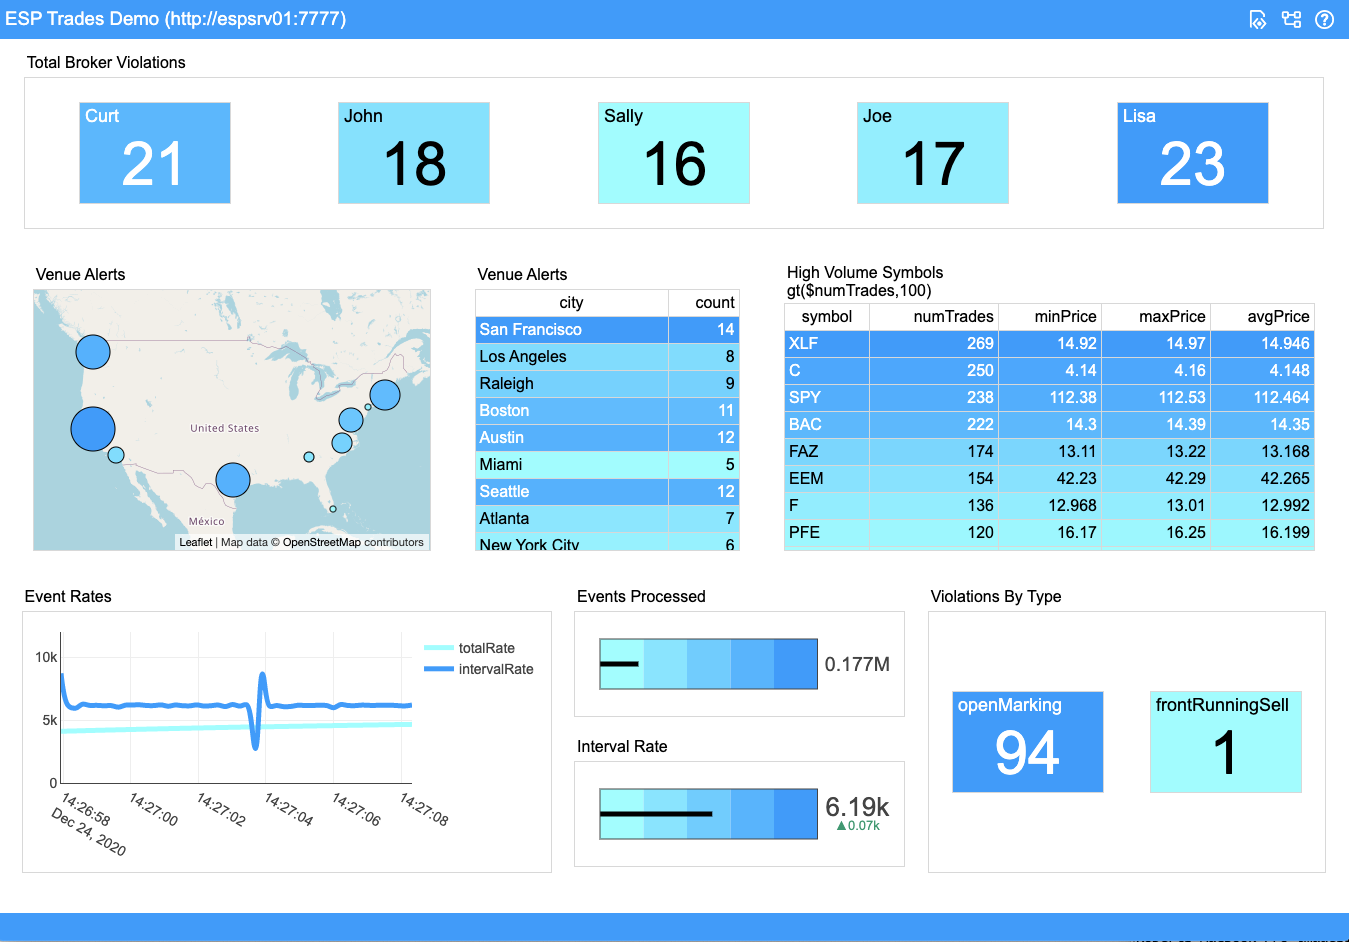 ESP Trades Demo (http://espsrv01:7777)
Total Broker Violations
Curt
21
John
18
Sally
16
Joe
17
Lisa
23
Venue Alerts
United States
México
Leaflet | Map data © OpenStreetMap contributors
Venue Alerts
city count
San Francisco 14
Los Angeles 8
Raleigh 9
Boston 11
Austin 12
Miami 5
Seattle 12
Atlanta 7
New York City 6
High Volume Symbols
gt($numTrades,100)
symbol numTrades minPrice maxPrice avgPrice
XLF 269 14.92 14.97 14.946
C 250 4.14 4.16 4.148
SPY 238 112.38 112.53 112.464
BAC 222 14.3 14.39 14.35
FAZ 174 13.11 13.22 13.168
EEM 154 42.23 42.29 42.265
F 136 12.968 13.01 12.992
PFE 120 16.17 16.25 16.199
Event Rates
10k
5k
0
14:26:58 14:27:00 14:27:02 14:27:04 14:27:06 14:27:08
Dec 24, 2020
totalRate
intervalRate
Events Processed
0.177M
Interval Rate
6.19k
▲0.07k
Violations By Type
openMarking
94
frontRunningSell
1